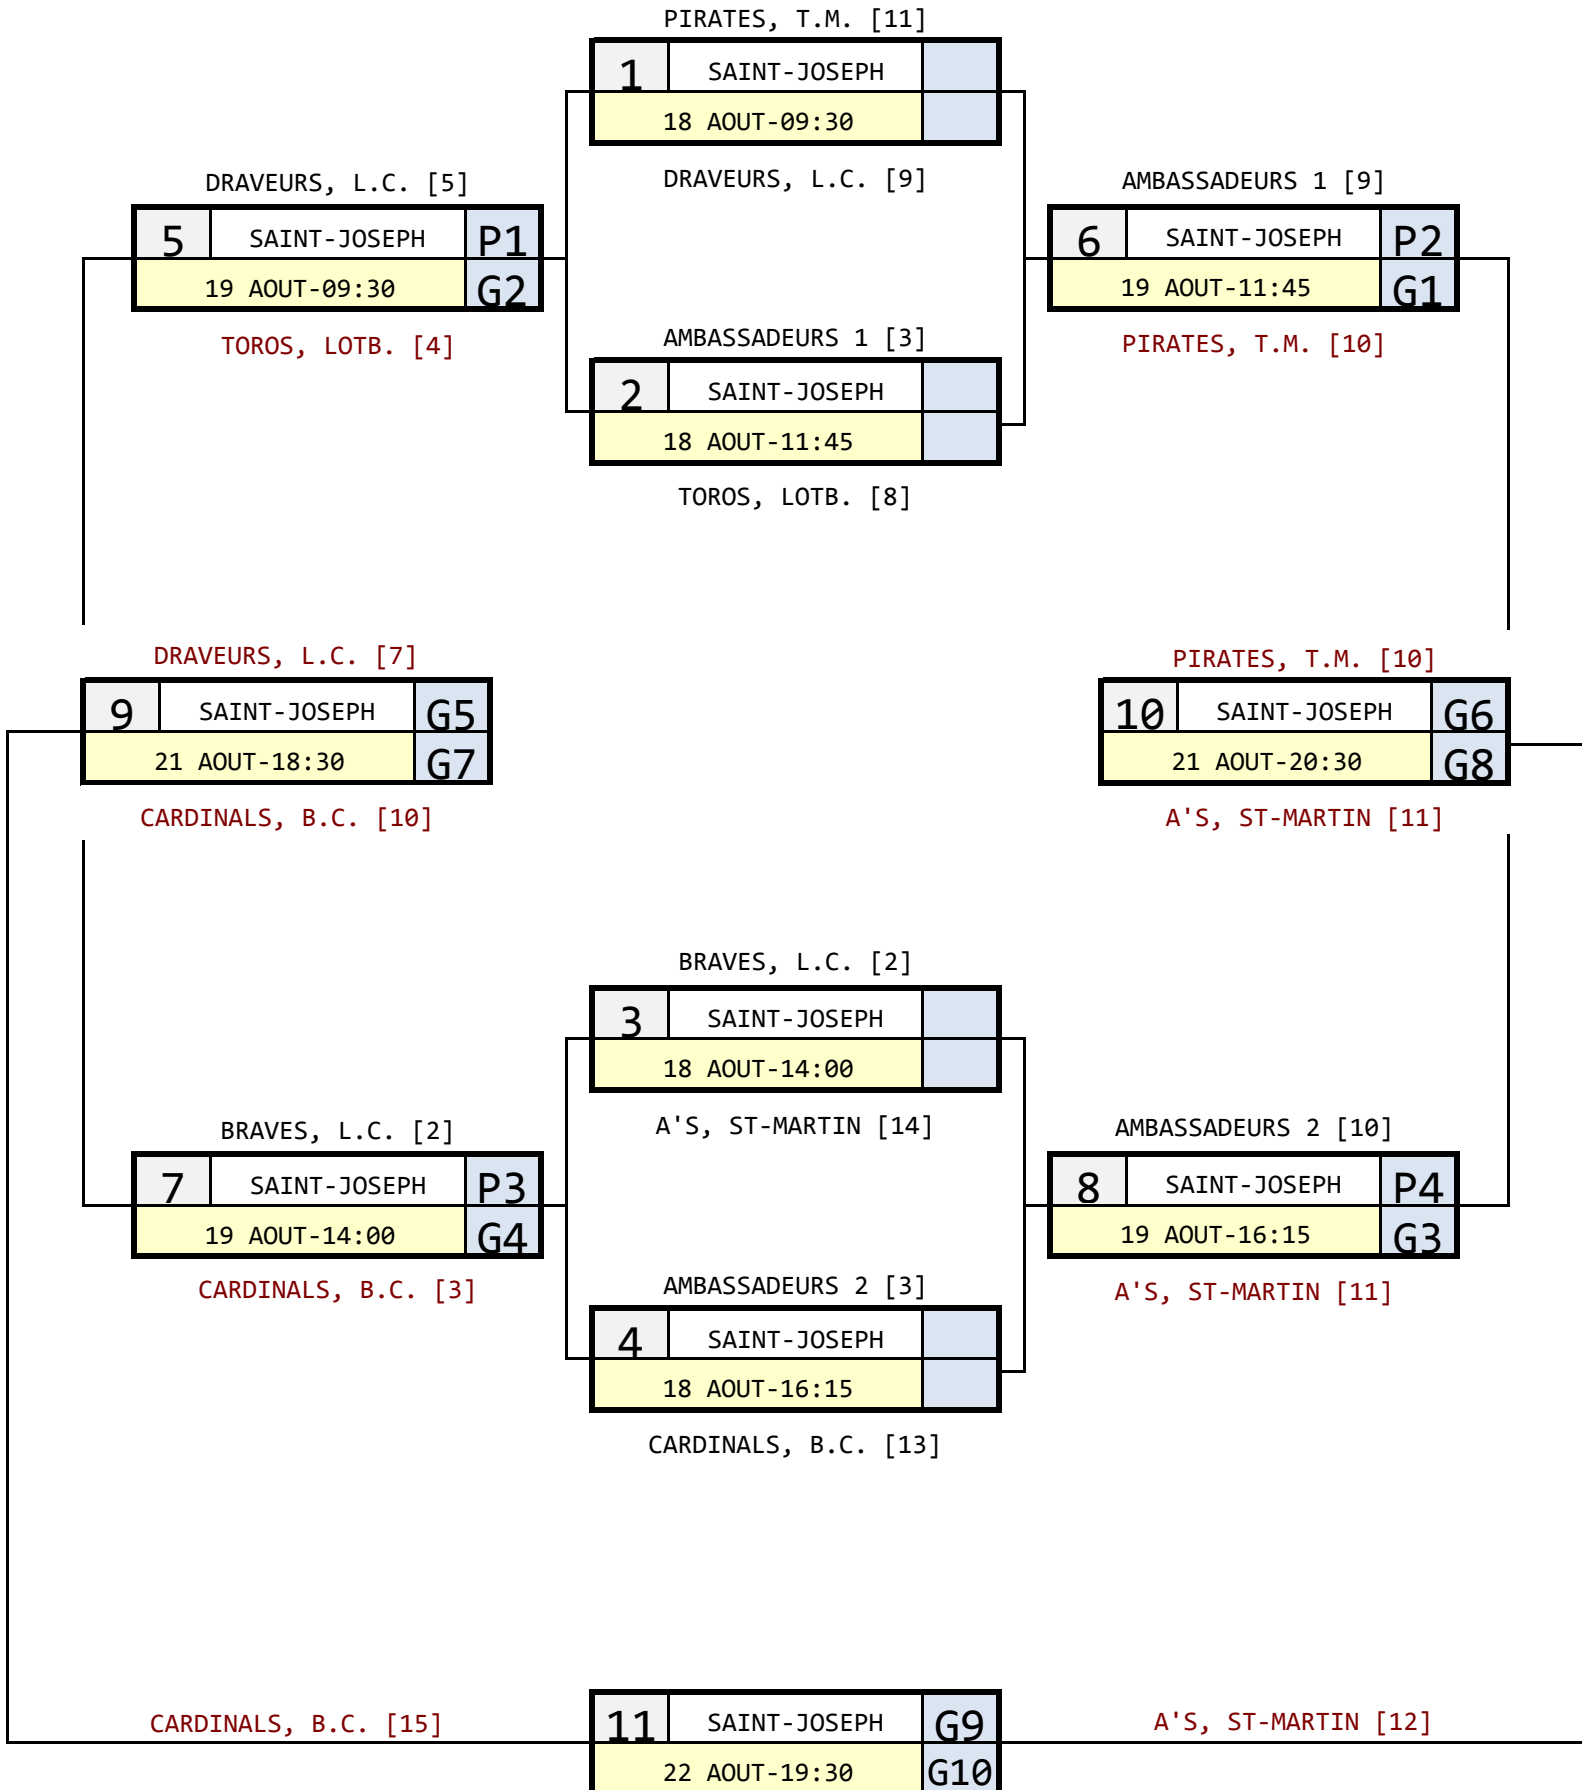 PIRATES, T.M. [11]
1 SAINT-JOSEPH
18 AOUT-09:30
DRAVEURS, L.C. [9]
DRAVEURS, L.C. [5]
5 SAINT-JOSEPH P1
19 AOUT-09:30 G2
TOROS, LOTB. [4]
AMBASSADEURS 1 [9]
6 SAINT-JOSEPH P2
19 AOUT-11:45 G1
PIRATES, T.M. [10]
AMBASSADEURS 1 [3]
2 SAINT-JOSEPH
18 AOUT-11:45
TOROS, LOTB. [8]
DRAVEURS, L.C. [7]
9 SAINT-JOSEPH G5
21 AOUT-18:30 G7
CARDINALS, B.C. [10]
PIRATES, T.M. [10]
10 SAINT-JOSEPH G6
21 AOUT-20:30 G8
A'S, ST-MARTIN [11]
BRAVES, L.C. [2]
3 SAINT-JOSEPH
18 AOUT-14:00
A'S, ST-MARTIN [14]
BRAVES, L.C. [2]
7 SAINT-JOSEPH P3
19 AOUT-14:00 G4
CARDINALS, B.C. [3]
AMBASSADEURS 2 [10]
8 SAINT-JOSEPH P4
19 AOUT-16:15 G3
A'S, ST-MARTIN [11]
AMBASSADEURS 2 [3]
4 SAINT-JOSEPH
18 AOUT-16:15
CARDINALS, B.C. [13]
CARDINALS, B.C. [15]
11 SAINT-JOSEPH G9
22 AOUT-19:30 G10
A'S, ST-MARTIN [12]